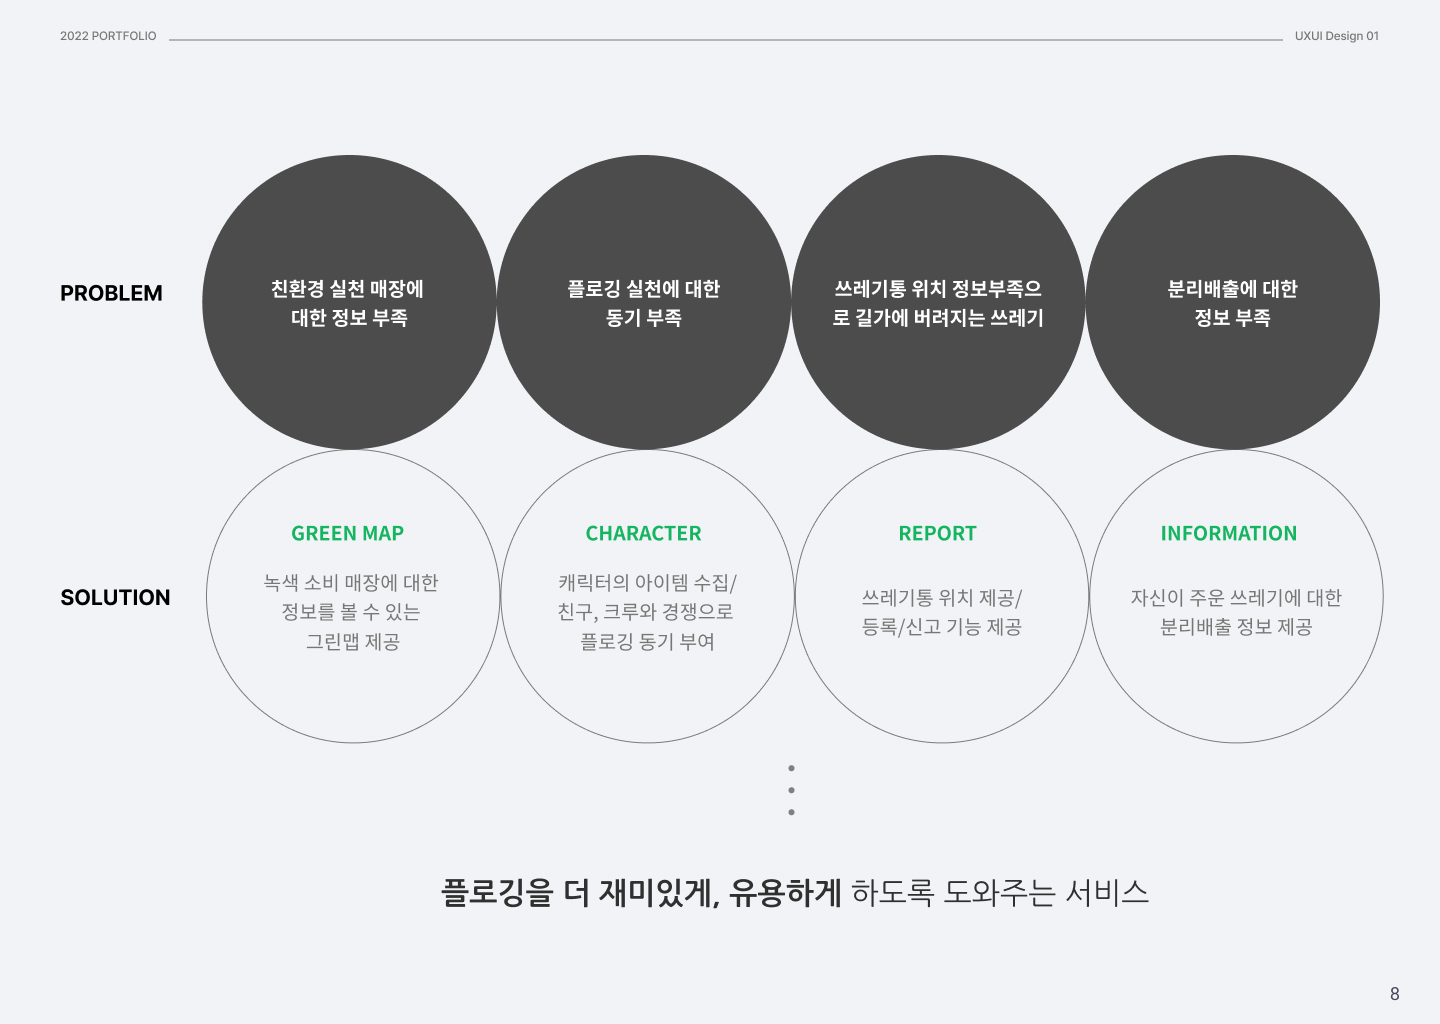 2022 PORTFOLIO
UXUI Design 01
PROBLEM
친환경 실천 매장에
대한 정보 부족
플로깅 실천에 대한
동기 부족
쓰레기통 위치 정보부족으
로 길가에 버려지는 쓰레기
분리배출에 대한
정보 부족
SOLUTION
GREEN MAP
녹색 소비 매장에 대한
정보를 볼 수 있는
그린맵 제공
CHARACTER
캐릭터의 아이템 수집/
친구, 크루와 경쟁으로
플로깅 동기 부여
REPORT
쓰레기통 위치 제공/
등록/신고 기능 제공
INFORMATION
자신이 주운 쓰레기에 대한
분리배출 정보 제공
플로깅을 더 재미있게, 유용하게 하도록 도와주는 서비스
8